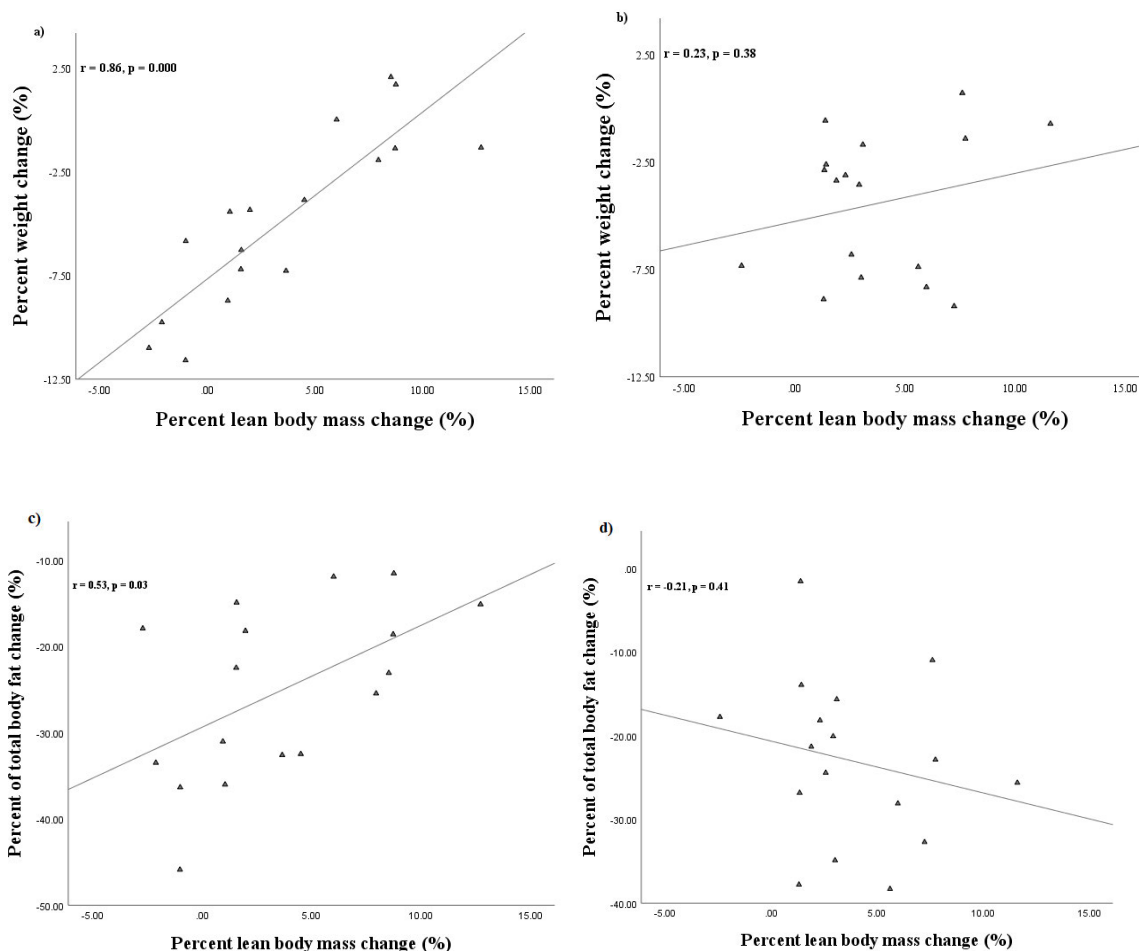 a)
r = 0.86, p = 0.000
Percent weight change (%)
2.50
-2.50
-7.50
-12.50
-5.00 .00 5.00 10.00 15.00
Percent lean body mass change (%)
b)
r = 0.23, p = 0.38
Percent weight change (%)
2.50
-2.50
-7.50
-12.50
-5.00 .00 5.00 10.00 15.00
Percent lean body mass change (%)
c)
r = 0.53, p = 0.03
Percent of total body fat change (%)
-10.00
-20.00
-30.00
-40.00
-50.00
-5.00 .00 5.00 10.00 15.00
Percent lean body mass change (%)
d)
r = -0.21, p = 0.41
Percent of total body fat change (%)
.00
-10.00
-20.00
-30.00
-40.00
-5.00 .00 5.00 10.00 15.00
Percent lean body mass change (%)